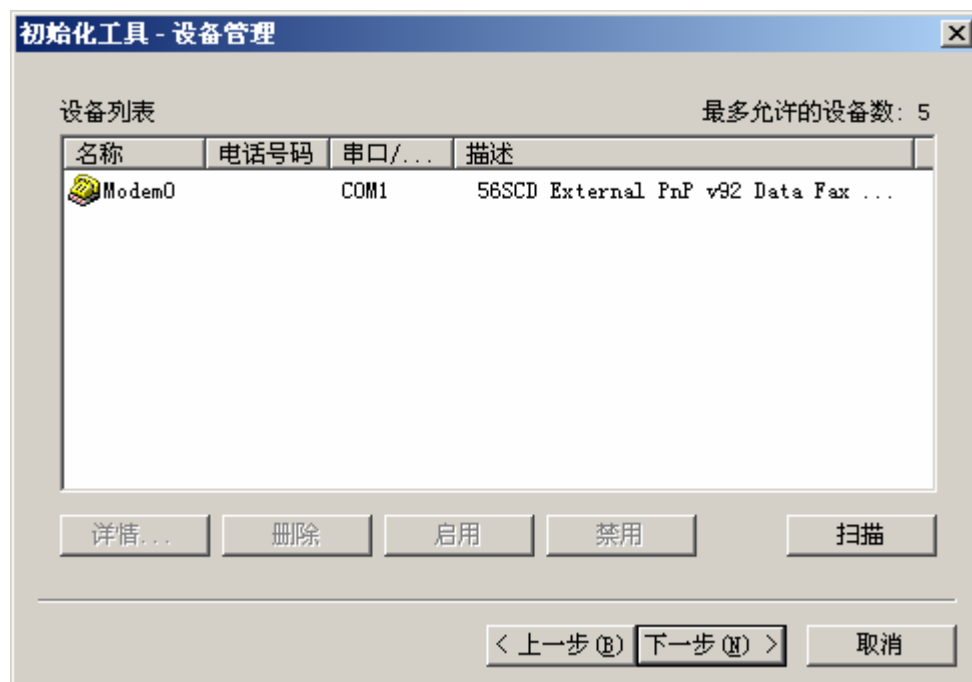 初始化工具 - 设备管理
设备列表 最多允许的设备数: 5
名称 电话号码 串口/... 描述
Modem0 COM1 56SCD External PnP v92 Data Fax ...
详情... 删除 启用 禁用 扫描
< 上一步(B) 下一步(N) > 取消